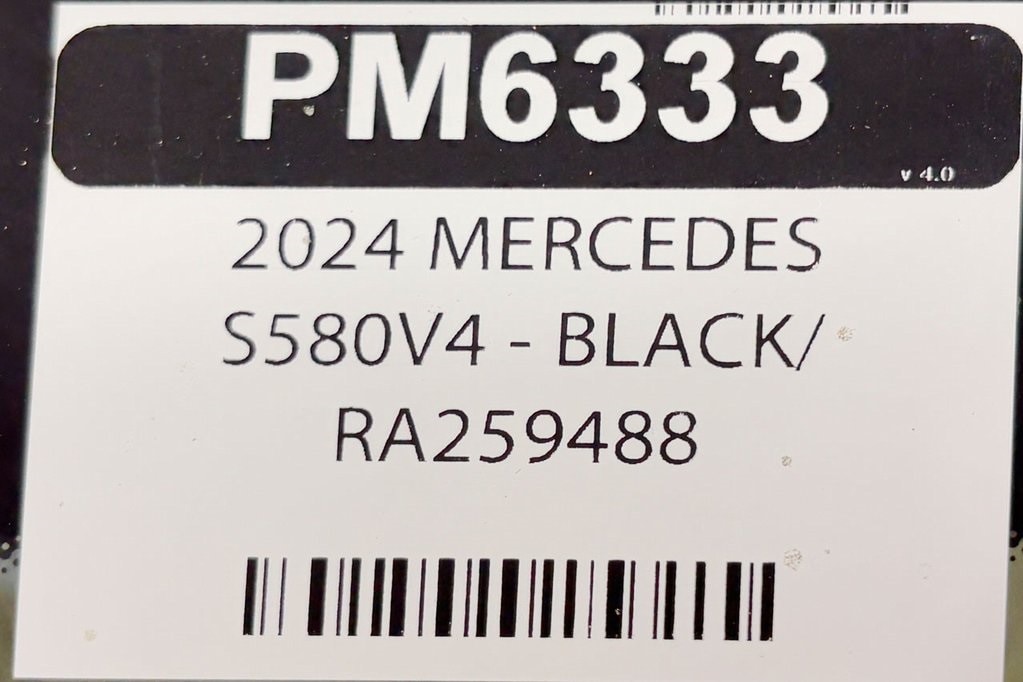 PM6333
v 4.0
2024 MERCEDES
S580V4 - BLACK/
RA259488